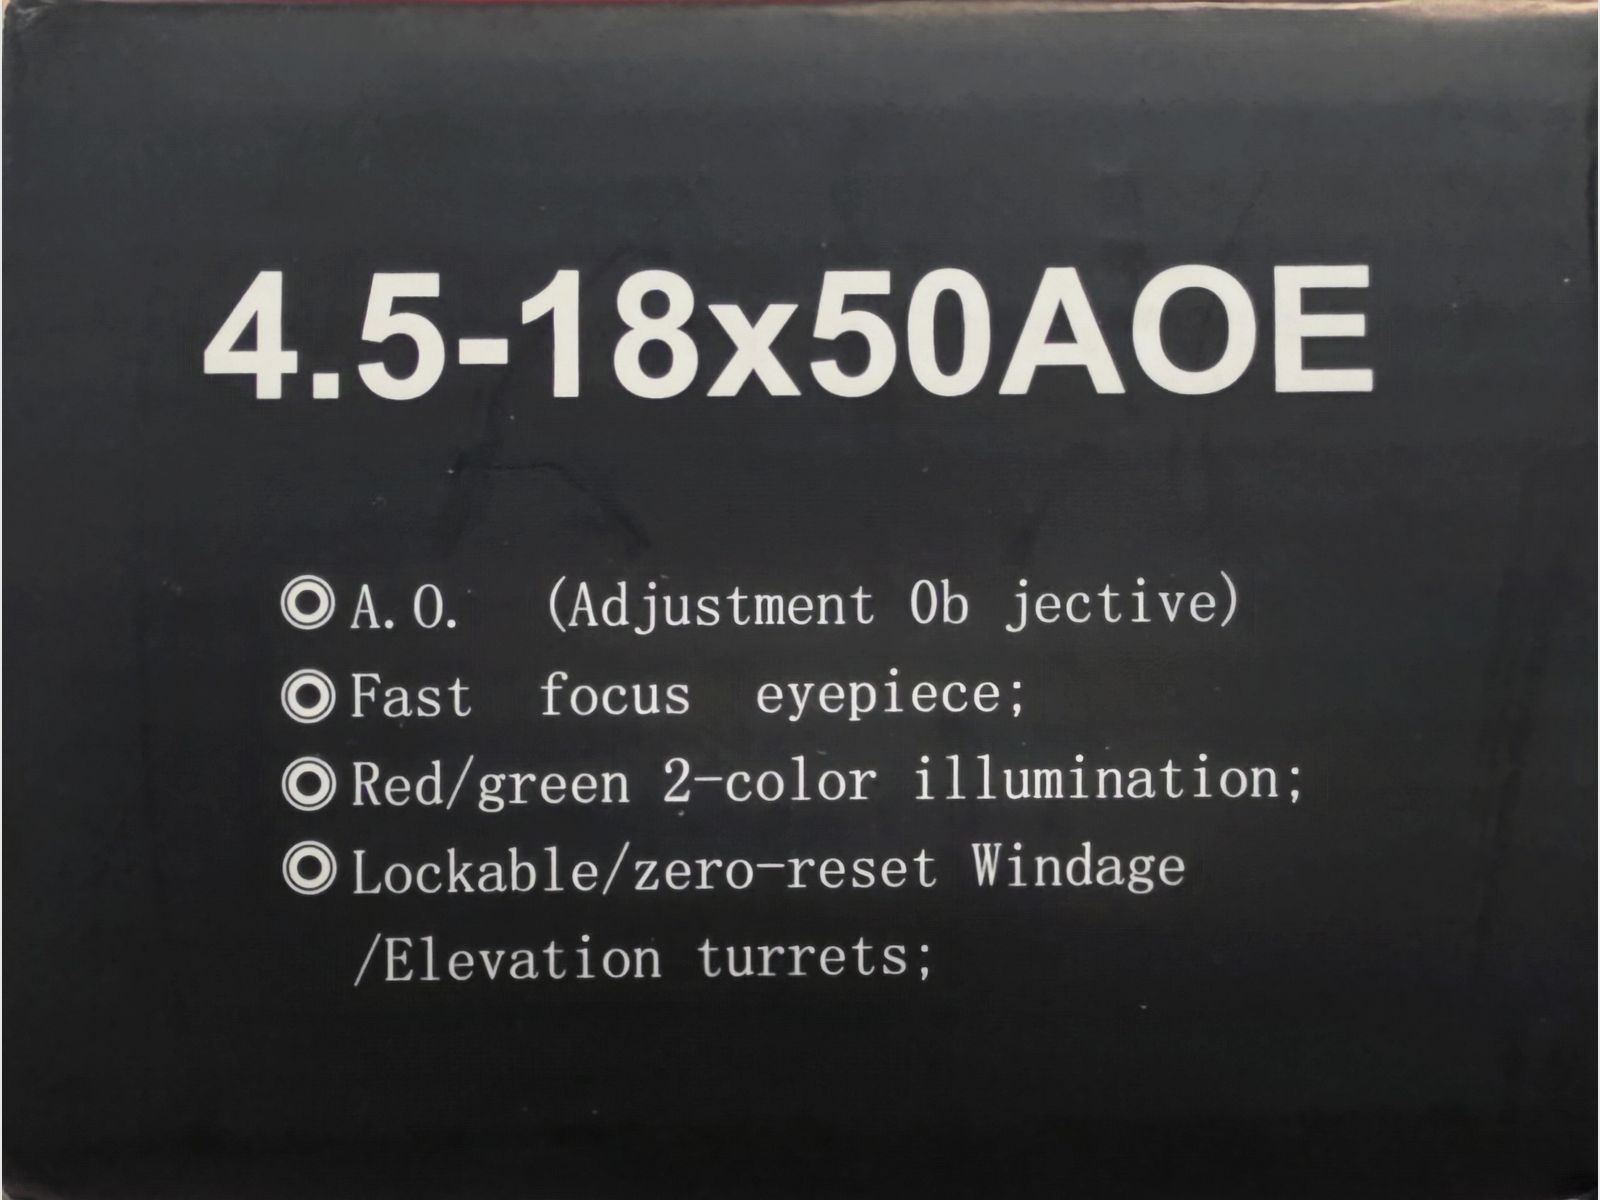 4.5-18x50AOE
◎A.O. (Adjustment Ob jective)
◎Fast focus eyepiece;
◎Red/green 2-color illumination;
◎Lockable/zero-reset Windage
/Elevation turrets;